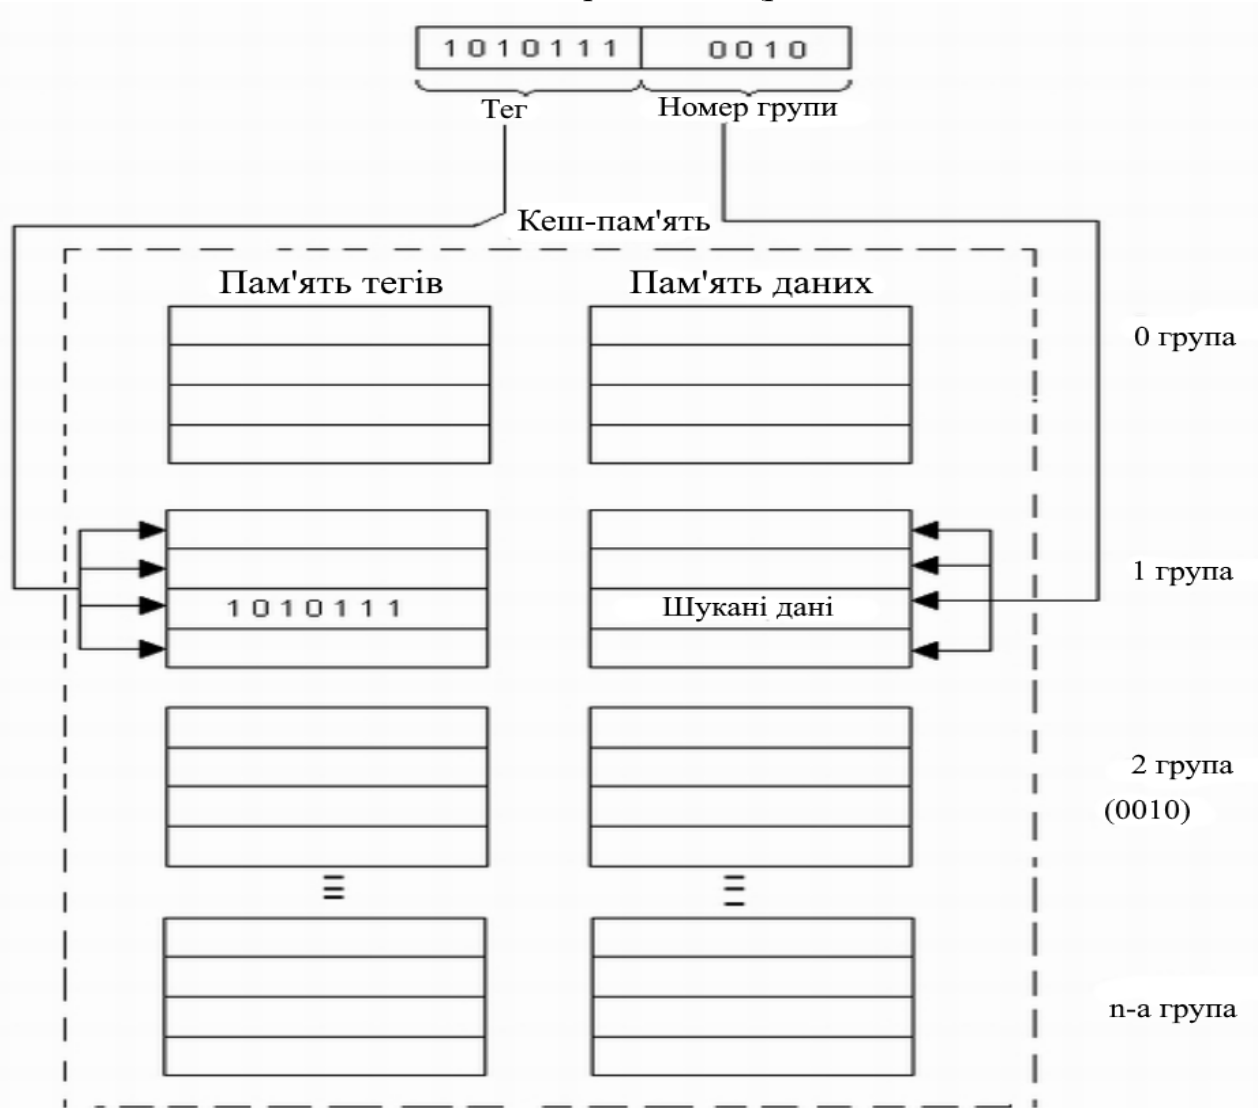 1010111 0010
Тег Номер групи
Кеш-пам'ять
Пам'ять тегів Пам'ять даних
0 група
1 група
1010111 Шукані дані
2 група
(0010)
n-а група